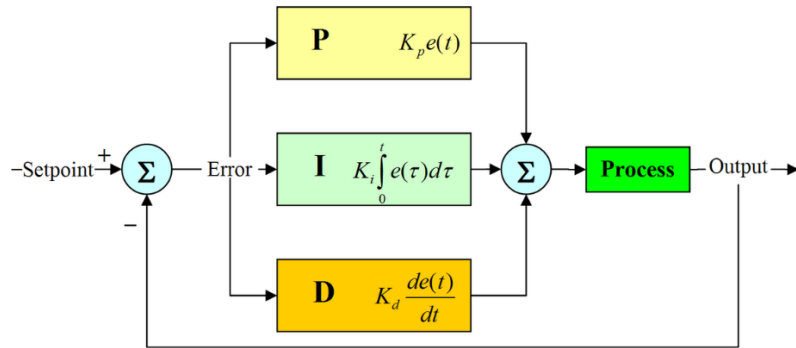 P K_p e(t)
–Setpoint + Σ – Error
I K_i ∫_0^t e(τ)dτ
Σ Process Output
D K_d de(t)/dt